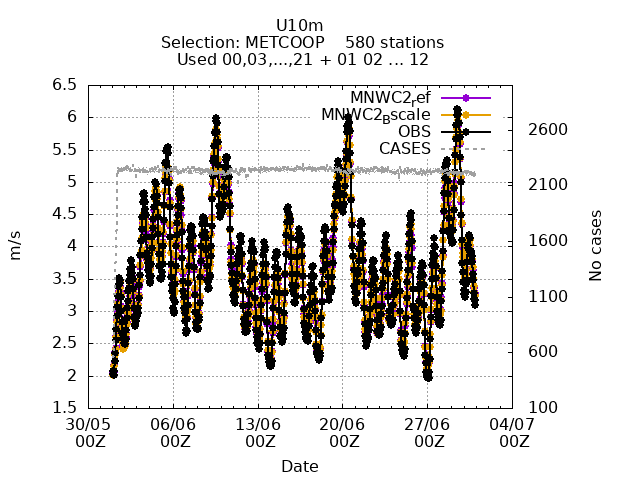 U10m
Selection: METCOOP    580 stations
Used 00,03,...,21 + 01 02 ... 12
MNWC2ref
MNWC2Bscale
OBS
CASES
6.5
6
5.5
5
4.5
4
3.5
3
2.5
2
1.5
m/s
2600
2100
1600
1100
600
100
No cases
30/05 06/06 13/06 20/06 27/06 04/07
00Z 00Z 00Z 00Z 00Z 00Z
Date